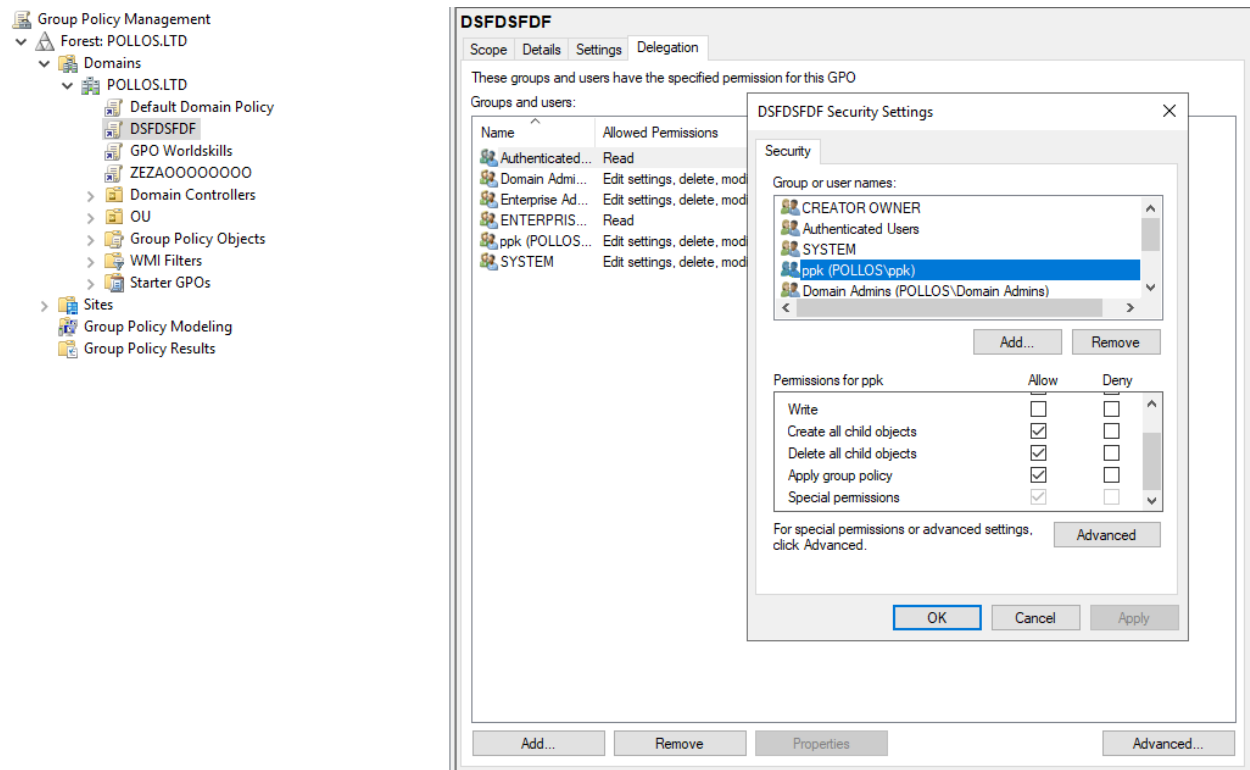 Group Policy Management
Forest: POLLOS.LTD
Domains
POLLOS.LTD
Default Domain Policy
DSFDSFDF
GPO Worldskills
ZEZAOOOOOOOO
Domain Controllers
OU
Group Policy Objects
WMI Filters
Starter GPOs
Sites
Group Policy Modeling
Group Policy Results
DSFDSFDF
Scope Details Settings Delegation
These groups and users have the specified permission for this GPO
Groups and users:
Name Allowed Permissions
Authenticated... Read
Domain Admi... Edit settings, delete, modi
Enterprise Ad... Edit settings, delete, modi
ENTERPRIS... Read
ppk (POLLOS... Edit settings, delete, modi
SYSTEM Edit settings, delete, modi
DSFDSFDF Security Settings
Security
Group or user names:
CREATOR OWNER
Authenticated Users
SYSTEM
ppk (POLLOS\ppk)
Domain Admins (POLLOS\Domain Admins)
Add... Remove
Permissions for ppk Allow Deny
Write
Create all child objects
Delete all child objects
Apply group policy
Special permissions
For special permissions or advanced settings,
click Advanced.
Advanced
OK Cancel Apply
Add... Remove Properties Advanced...